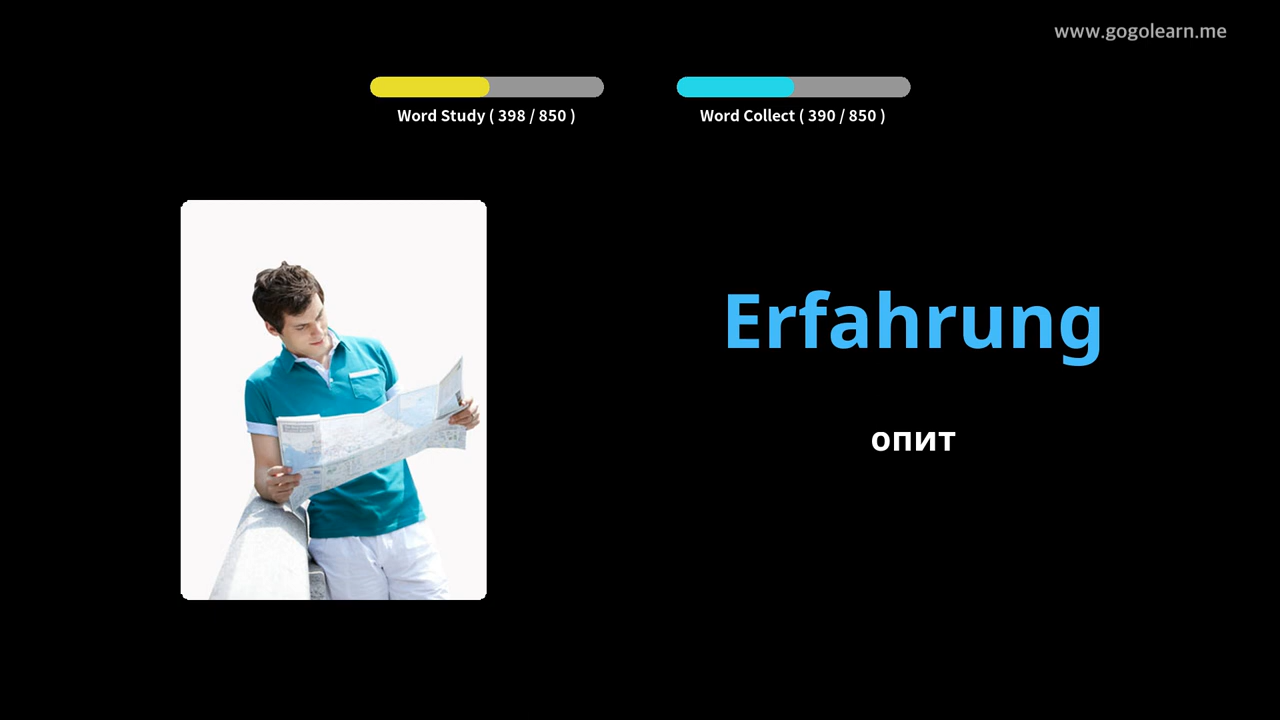 www.gogolearn.me
Word Study ( 398 / 850 )
Word Collect ( 390 / 850 )
Erfahrung
опит